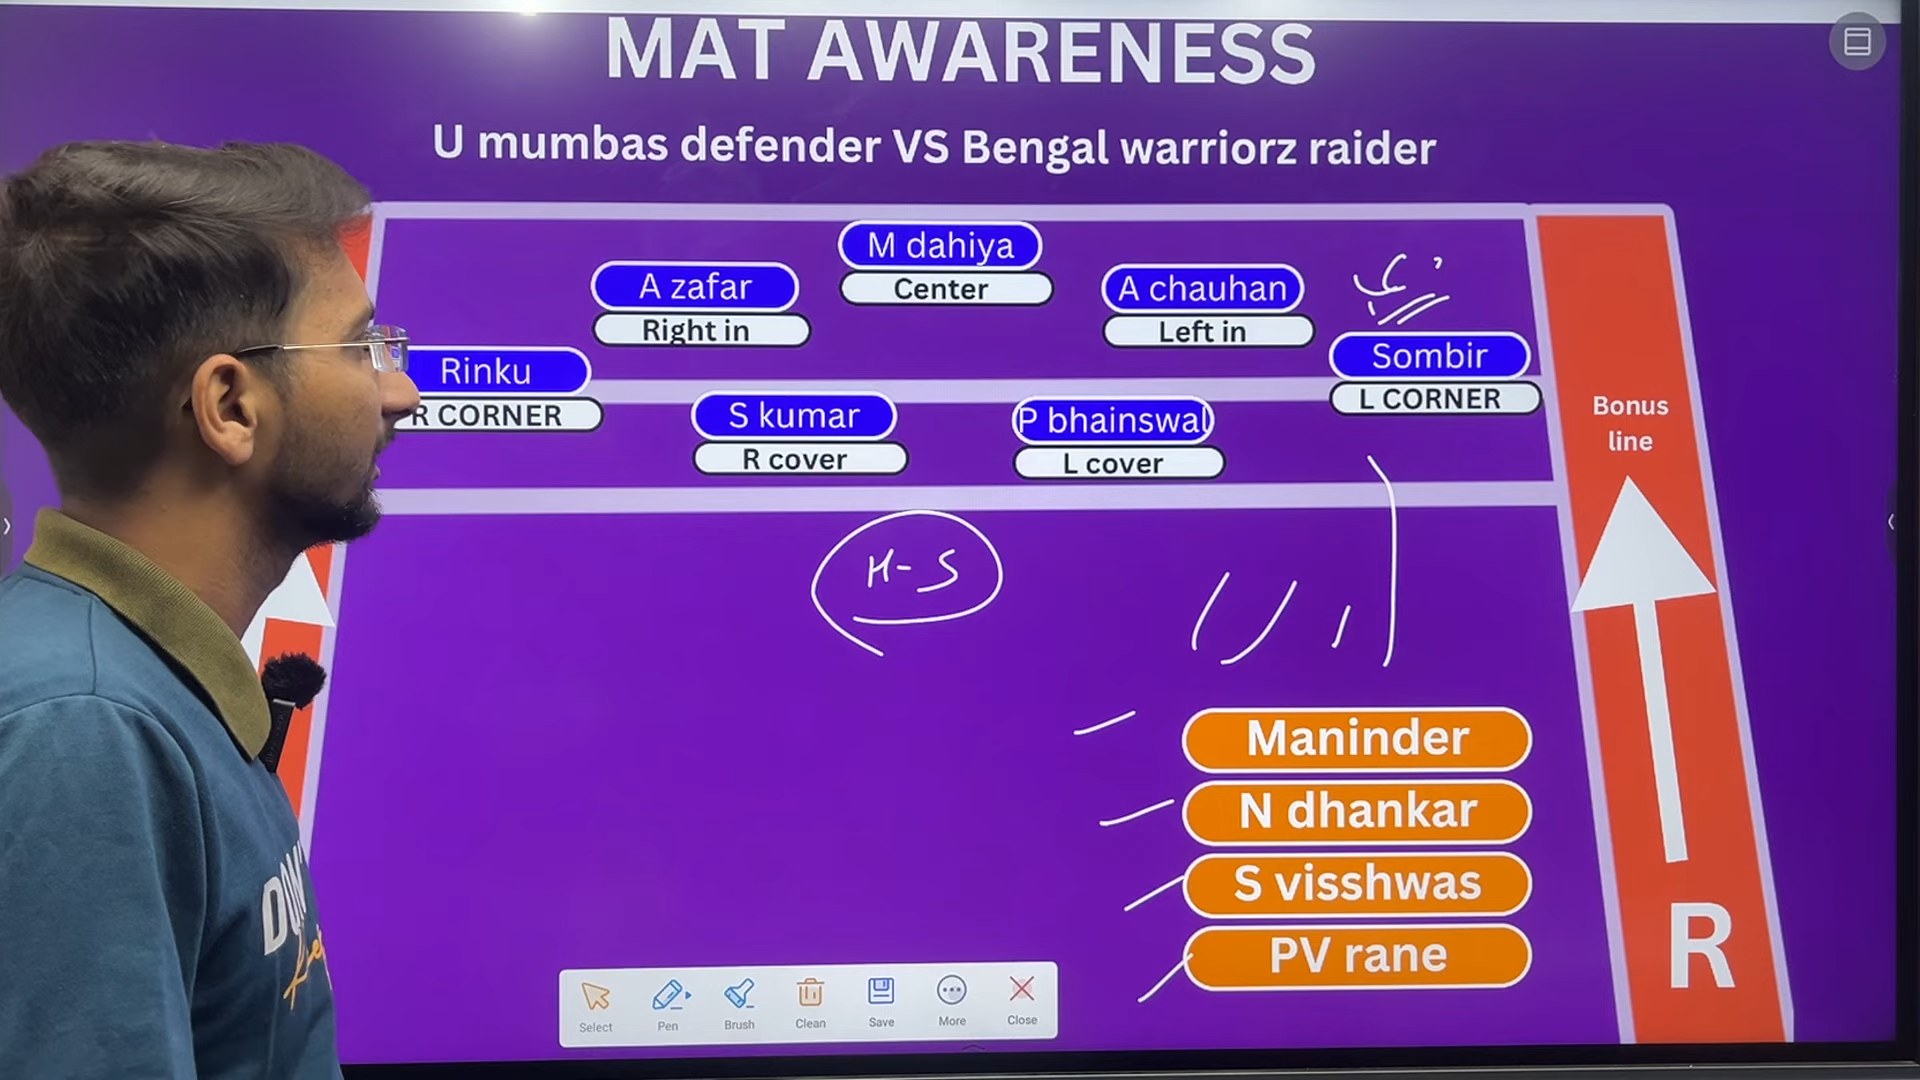 MAT AWARENESS
U mumbas defender VS Bengal warriorz raider
M dahiya
Center
A zafar
Right in
A chauhan
Left in
Sombir
L CORNER
Rinku
R CORNER
S kumar
R cover
P bhainswal
L cover
Bonus
line
H-S
Maninder
N dhankar
S visshwas
PV rane
R
Select
Pen
Brush
Clean
Save
More
Close